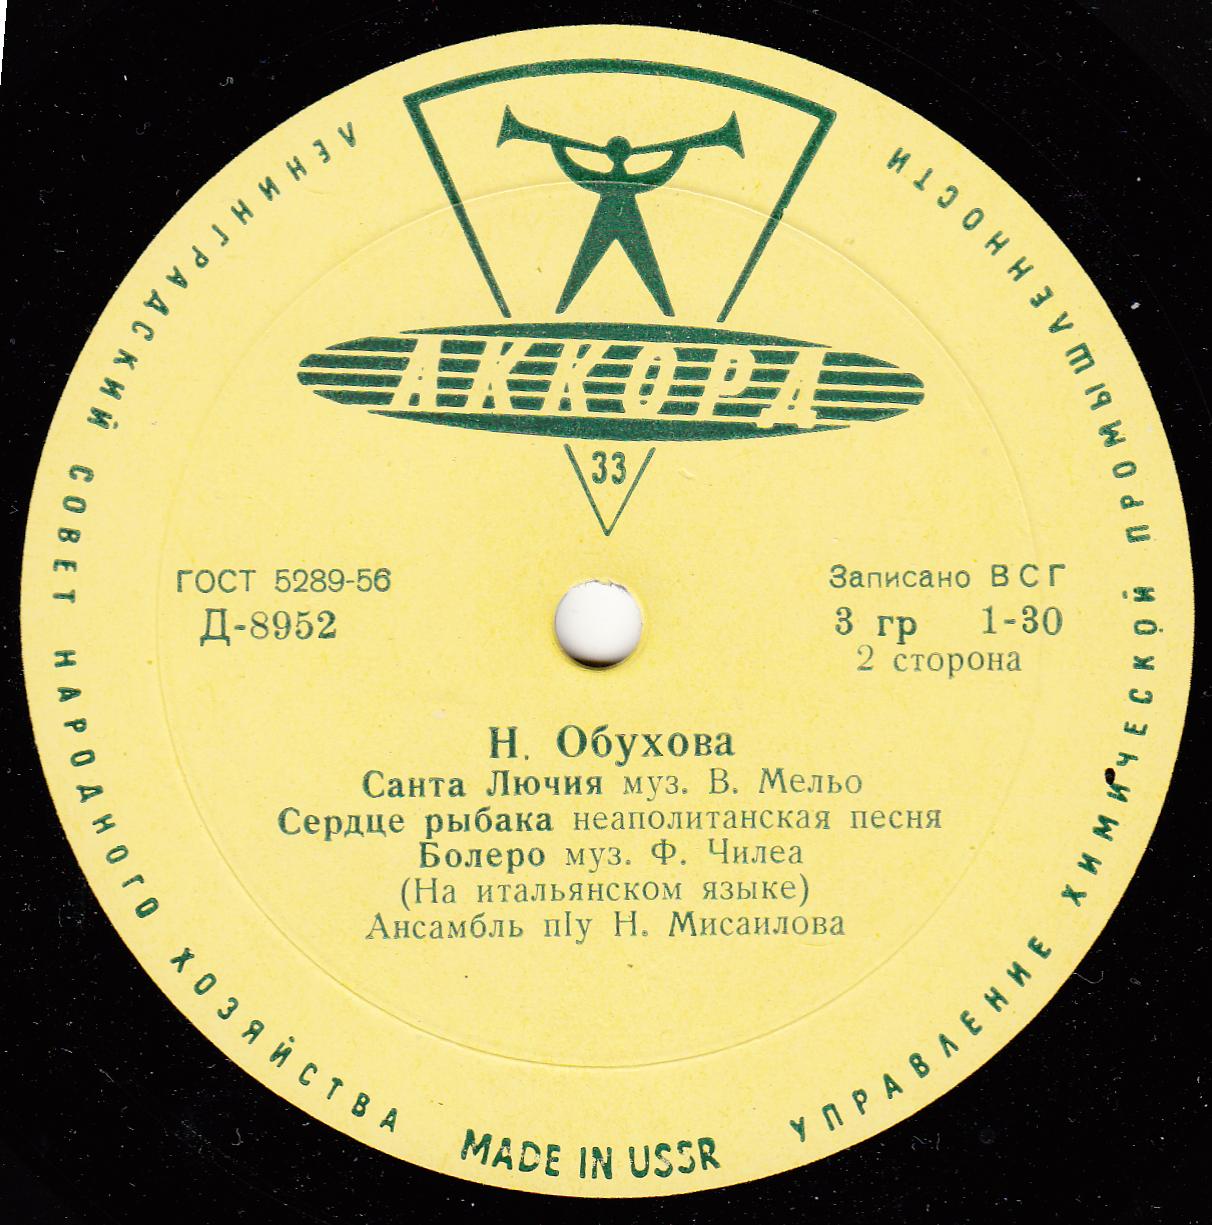 ЛЕНИНГРАДСКИЙ СОВЕТ НАРОДНОГО ХОЗЯЙСТВА
УПРАВЛЕНИЕ ХИМИЧЕСКОЙ ПРОМЫШЛЕННОСТИ
АККОРД
33
ГОСТ 5289-56
Д-8952
Записано ВСГ
3 гр 1-30
2 сторона
Н. Обухова
Санта Лючия муз. В. Мельо
Сердце рыбака неаполитанская песня
Болеро муз. Ф. Чилеа
(На итальянском языке)
Ансамбль п/у Н. Мисаилова
MADE IN USSR